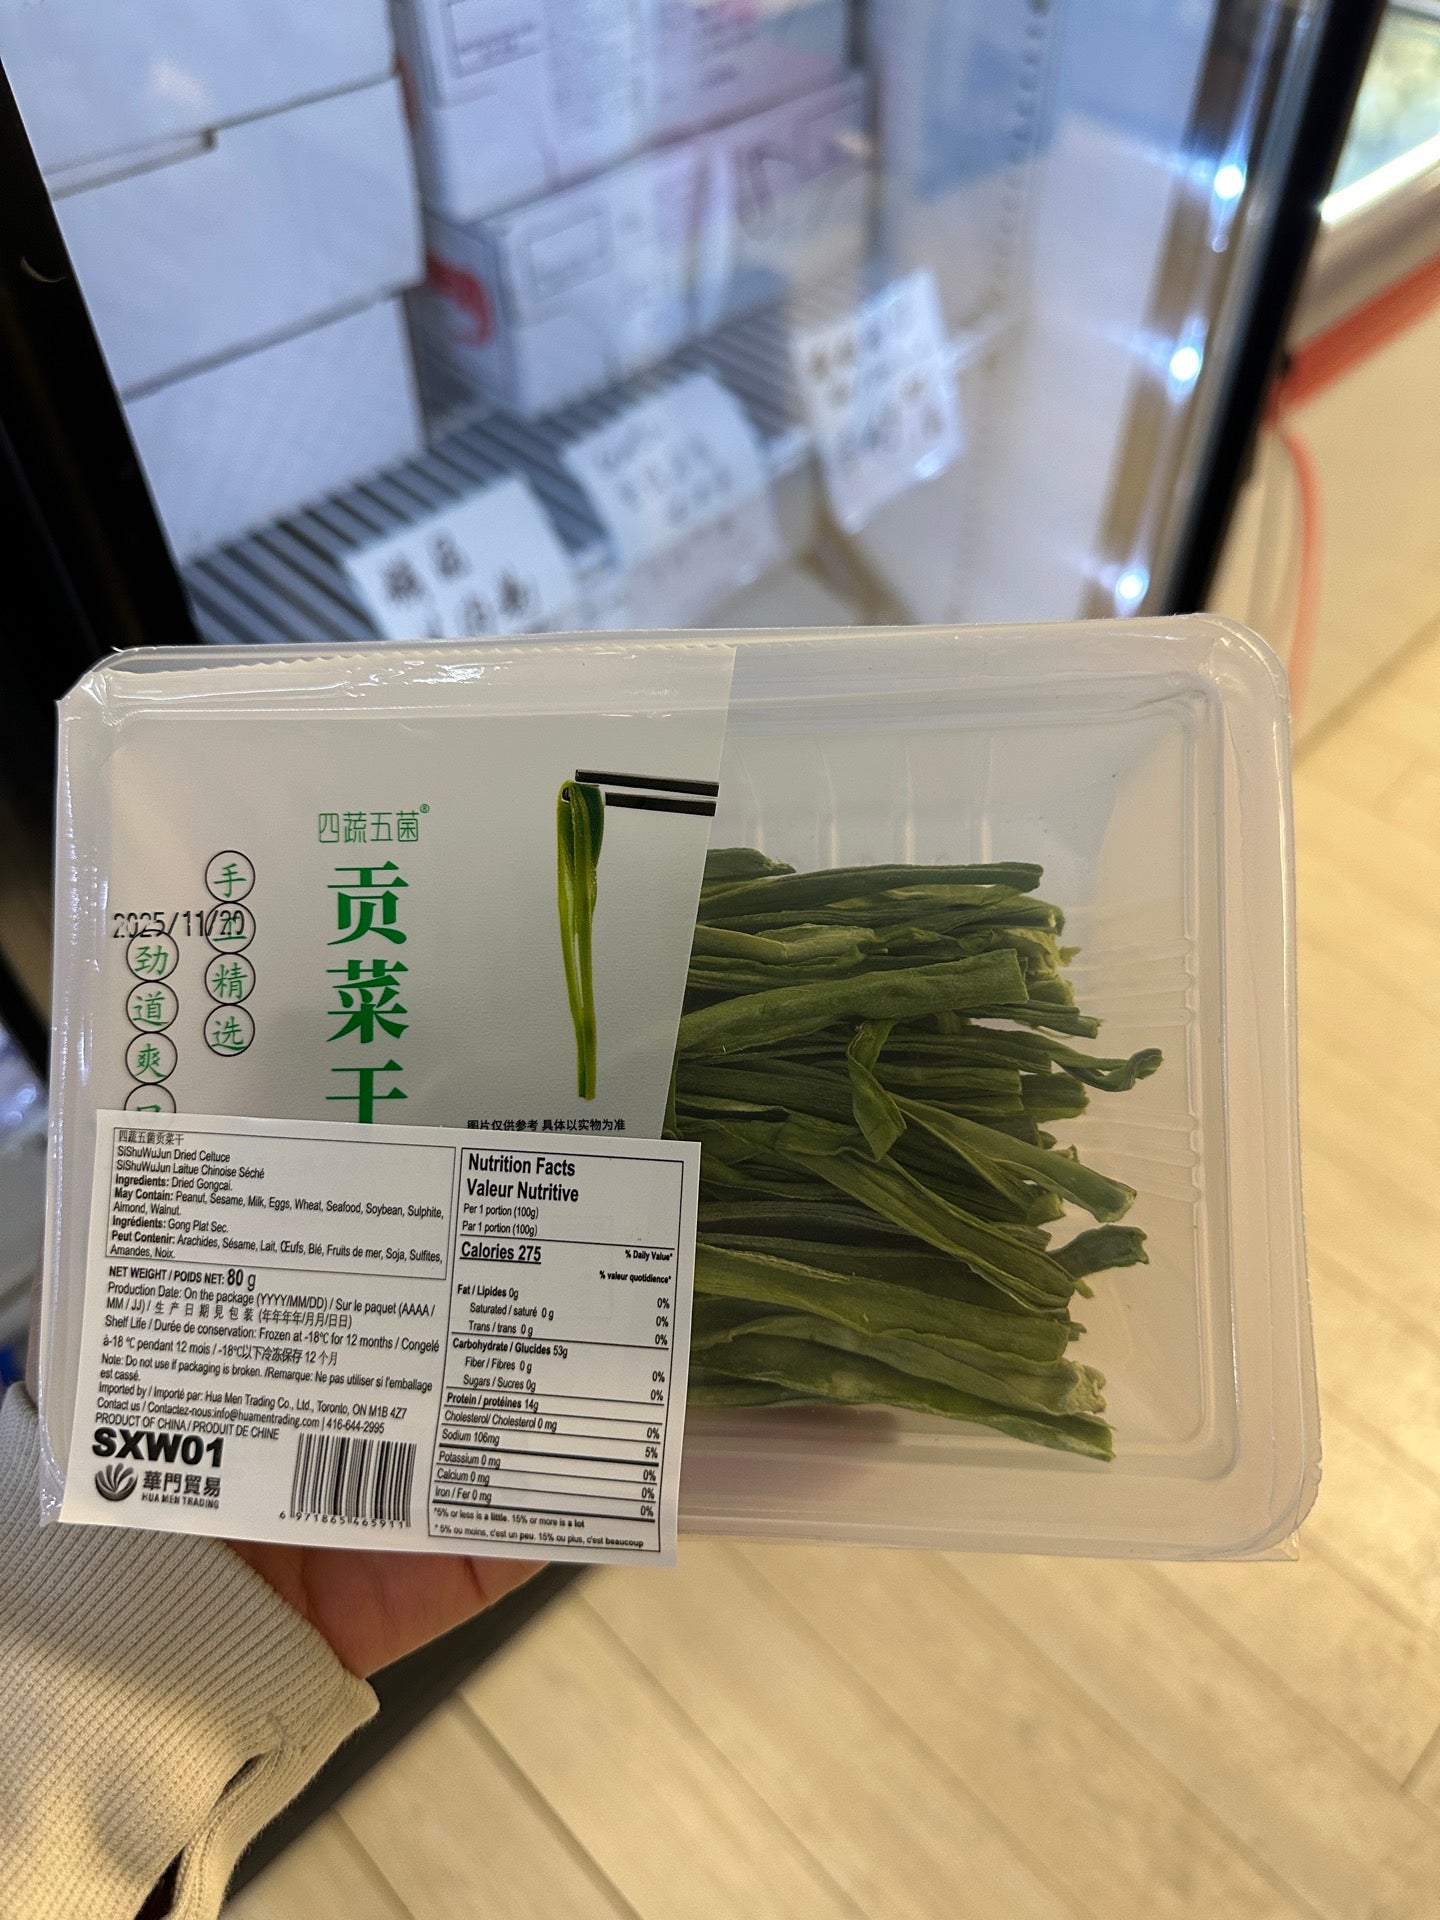 四蔬五菌®
贡菜干
手工精选
劲道爽
2025/11/20
图片仅供参考 具体以实物为准
四蔬五菌贡菜干
SiShuWuJun Dried Celtuce
SiShuWuJun Laitue Chinoise Séché
Ingredients: Dried Gongcai.
May Contain: Peanut, Sesame, Milk, Eggs, Wheat, Seafood, Soybean, Sulphite,
Almond, Walnut.
Ingrédients: Gong Plat Sec.
Peut Contenir: Arachides, Sésame, Lait, Œufs, Blé, Fruits de mer, Soja, Sulfites,
Amandes, Noix.
NET WEIGHT / POIDS NET: 80 g
Production Date: On the package (YYYY/MM/DD) / Sur le paquet (AAAA /
MM / JJ) / 生产日期見包装 (年年年年/月月/日日)
Shelf Life / Durée de conservation: Frozen at -18℃ for 12 months / Congelé
à-18 ℃ pendant 12 mois / -18℃以下冷冻保存 12 个月
Note: Do not use if packaging is broken. /Remarque: Ne pas utiliser si l'emballage
est cassé.
Imported by / Importé par: Hua Men Trading Co., Ltd., Toronto, ON M1B 4Z7
Contact us / Contactez-nous:info@huamentrading.com | 416-644-2995
PRODUCT OF CHINA / PRODUIT DE CHINE
SXW01
華門貿易
HUA MEN TRADING
6 971865 465911
Nutrition Facts
Valeur Nutritive
Per 1 portion (100g)
Par 1 portion (100g)
Calories 275
% Daily Value*
% valeur quotidience*
Fat / Lipides 0g 0%
Saturated / saturé 0 g 0%
Trans / trans 0 g 0%
Carbohydrate / Glucides 53g
Fiber / Fibres 0 g 0%
Sugars / Sucres 0g 0%
Protein / protéines 14g
Cholesterol/ Cholesterol 0 mg 0%
Sodium 106mg 5%
Potassium 0 mg 0%
Calcium 0 mg 0%
Iron / Fer 0 mg 0%
*5% or less is a little. 15% or more is a lot
* 5% ou moins, c'est un peu. 15% ou plus, c'est beaucoup